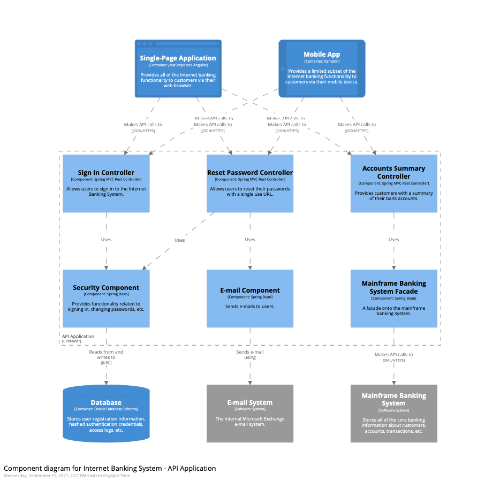 Single-Page Application
[Container: JavaScript and Angular]
Provides all of the Internet banking
functionality to customers via their
web browser.
Mobile App
[Container: Xamarin]
Provides a limited subset of the
Internet banking functionality to
customers via their mobile device.
Makes API calls to
[JSON/HTTPS]
Makes API calls to
Makes API calls to
[JSON/HTTPS]
Makes API calls to
Makes API calls to
[JSON/HTTPS]
Makes API calls to
[JSON/HTTPS]
Sign In Controller
[Component: Spring MVC Rest Controller]
Allows users to sign in to the Internet
Banking System.
Reset Password Controller
[Component: Spring MVC Rest Controller]
Allows users to reset their passwords
with a single use URL.
Accounts Summary
Controller
[Component: Spring MVC Rest Controller]
Provides customers with a summary
of their bank accounts.
Uses
Uses
Uses
Uses
Security Component
[Component: Spring Bean]
Provides functionality related to
signing in, changing passwords, etc.
E-mail Component
[Component: Spring Bean]
Sends e-mails to users.
Mainframe Banking
System Facade
[Component: Spring Bean]
A facade onto the mainframe
banking system.
API Application
[Container]
Reads from and
writes to
Sends e-mail
using
Makes API calls to
[XML/HTTPS]
Database
[Container: Oracle Database Schema]
Stores user registration information,
hashed authentication credentials,
access logs, etc.
E-mail System
[Software System]
The internal Microsoft Exchange
e-mail system.
Mainframe Banking
System
[Software System]
Stores all of the core banking
information about customers,
accounts, transactions, etc.
Component diagram for Internet Banking System - API Application
Wednesday, September 15, 2021, 2:07 PM Eastern Daylight Time